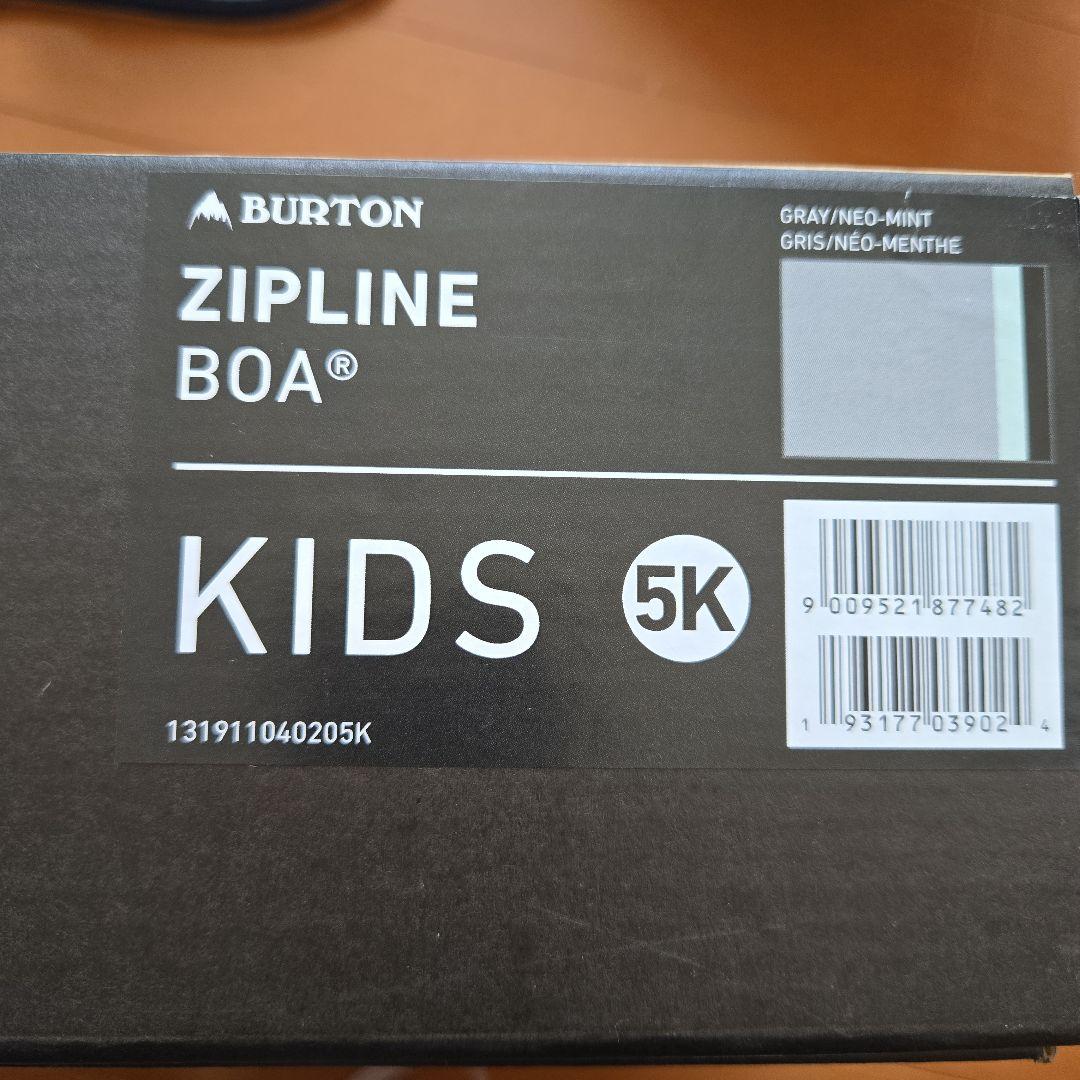 BURTON
ZIPLINE
BOA®
GRAY/NEO-MINT
GRIS/NÉO-MENTHE
KIDS 5K
131911040205K
9 009521 877482
1 93177 03902 4